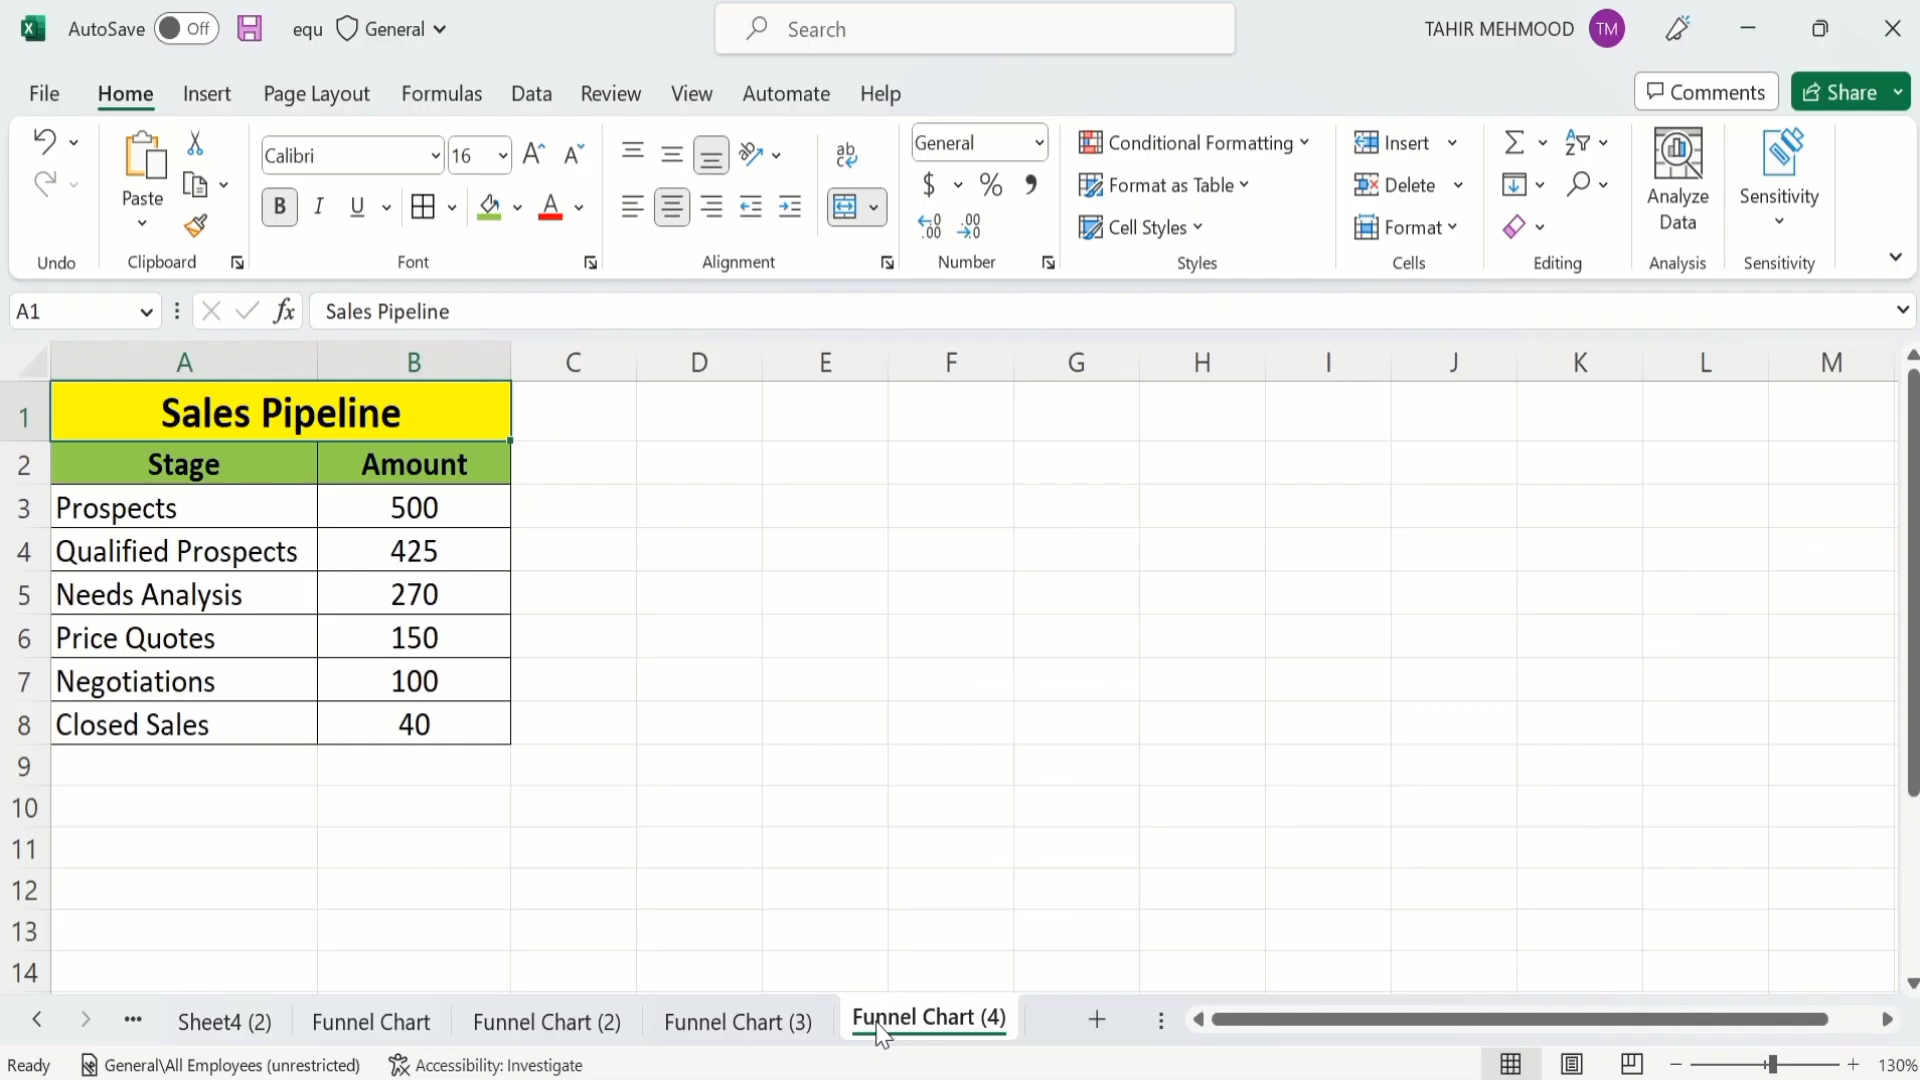 AutoSave Off equ General Search TAHIR MEHMOOD TM
File Home Insert Page Layout Formulas Data Review View Automate Help Comments Share
Paste
Calibri 16
B I U A
ab
General
$ % 9
Conditional Formatting
Format as Table
Cell Styles
Insert
Delete
Format
Analyze Data
Sensitivity
Undo Clipboard Font Alignment Number Styles Cells Editing Analysis Sensitivity
A1 fx Sales Pipeline
A B C D E F G H I J K L M
1 Sales Pipeline
2 Stage Amount
3 Prospects 500
4 Qualified Prospects 425
5 Needs Analysis 270
6 Price Quotes 150
7 Negotiations 100
8 Closed Sales 40
9
10
11
12
13
14
Sheet4 (2) Funnel Chart Funnel Chart (2) Funnel Chart (3) Funnel Chart (4)
Ready General\All Employees (unrestricted) Accessibility: Investigate 130%